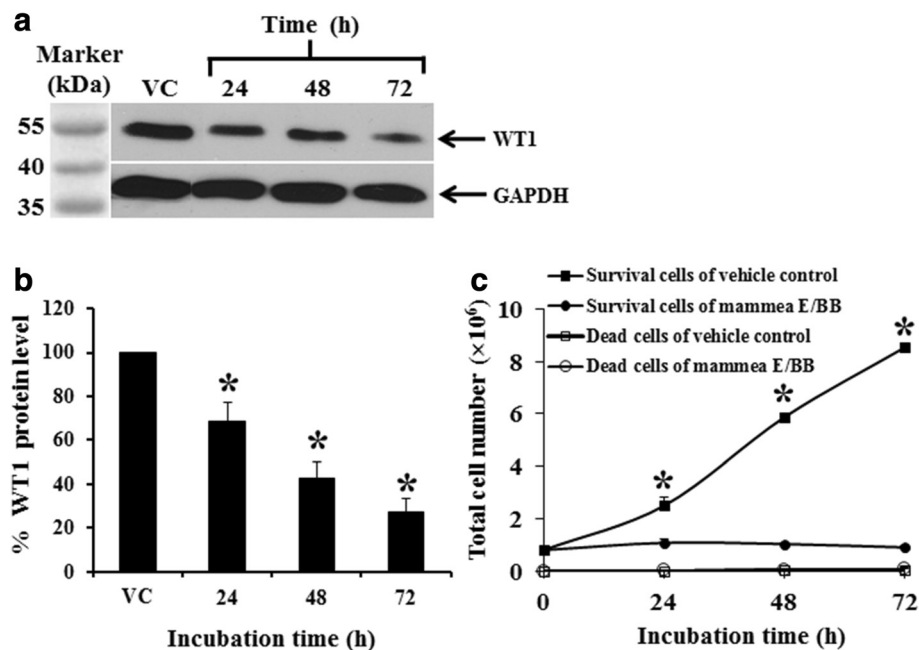 a
Time (h)
Marker
(kDa)
VC
24
48
72
55
40
35
WT1
GAPDH
b
% WT1 protein level
120
100
80
60
40
20
0
*
*
*
VC
24
48
72
Incubation time (h)
c
Survival cells of vehicle control
Survival cells of mammea E/BB
Dead cells of vehicle control
Dead cells of mammea E/BB
Total cell number (×10⁶)
10
8
6
4
2
0
*
*
*
0
24
48
72
Incubation time (h)